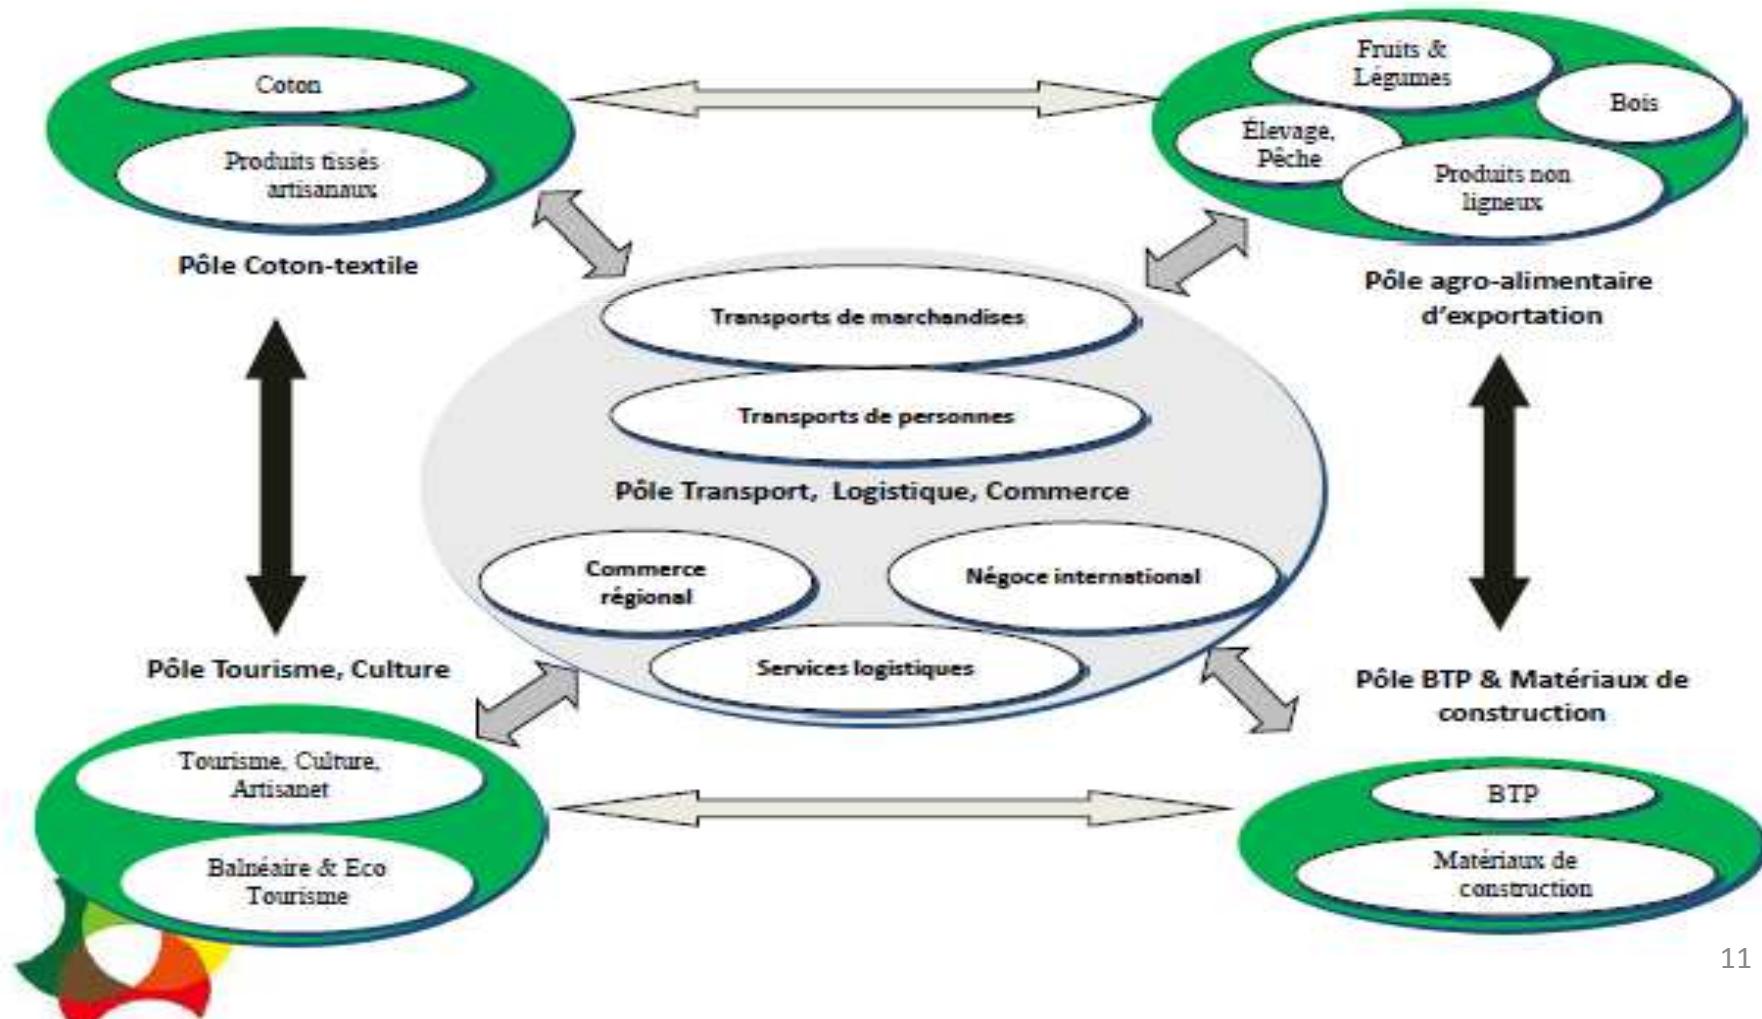 Coton
Produits tissés
artisanaux
Pôle Coton-textile
Fruits &
Légumes
Bois
Élevage,
Pêche
Produits non
ligneux
Pôle agro-alimentaire
d'exportation
Transports de marchandises
Transports de personnes
Pôle Transport, Logistique, Commerce
Commerce
régional
Négoce international
Services logistiques
Pôle Tourisme, Culture
Tourisme, Culture,
Artisanet
Balnéaire & Eco
Tourisme
Pôle BTP & Matériaux de
construction
BTP
Matériaux de
construction
11